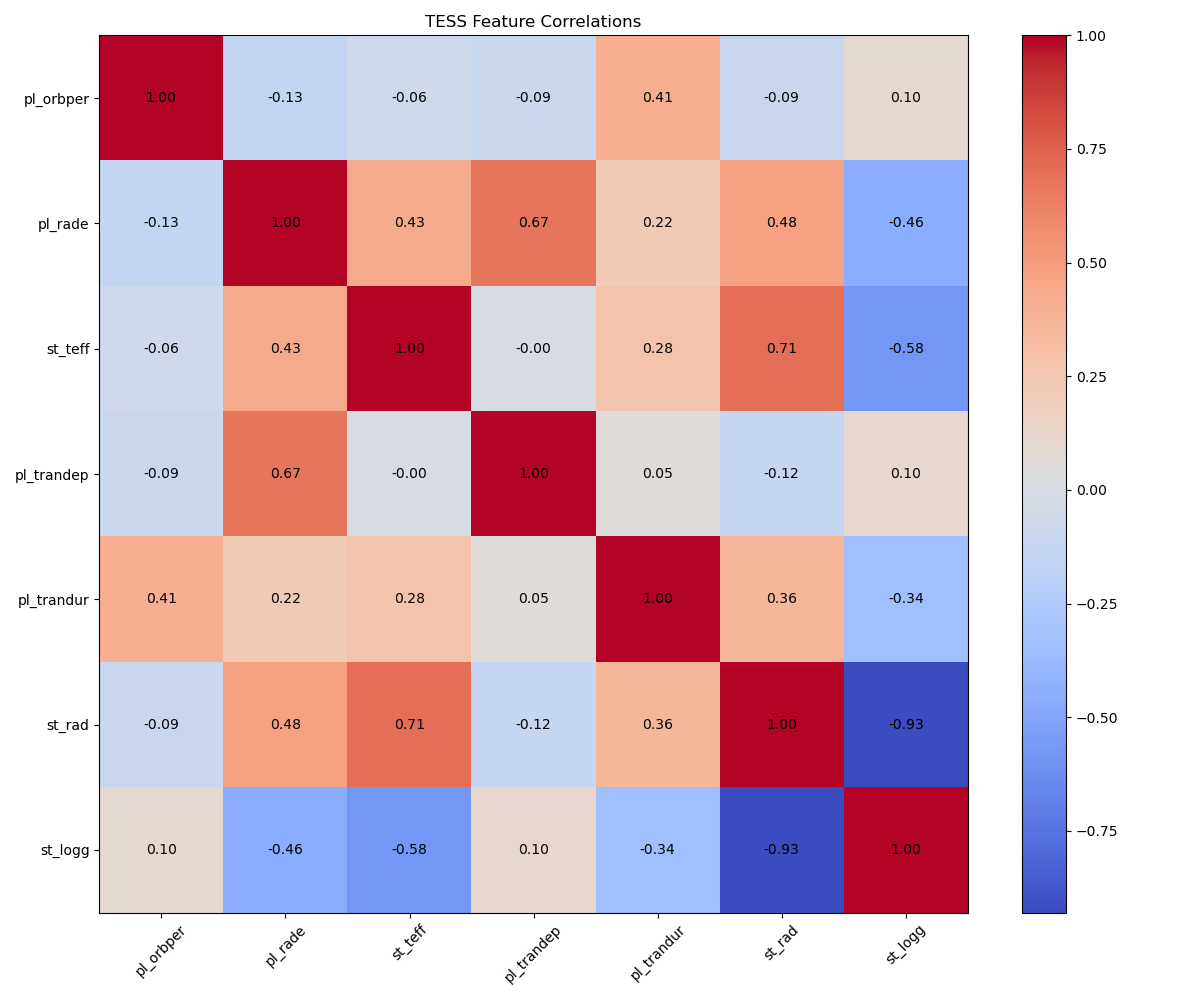 TESS Feature Correlations
pl_orbper 1.00 -0.13 -0.06 -0.09 0.41 -0.09 0.10
pl_rade -0.13 1.00 0.43 0.67 0.22 0.48 -0.46
st_teff -0.06 0.43 1.00 -0.00 0.28 0.71 -0.58
pl_trandep -0.09 0.67 -0.00 1.00 0.05 -0.12 0.10
pl_trandur 0.41 0.22 0.28 0.05 1.00 0.36 -0.34
st_rad -0.09 0.48 0.71 -0.12 0.36 1.00 -0.93
st_logg 0.10 -0.46 -0.58 0.10 -0.34 -0.93 1.00
pl_orbper pl_rade st_teff pl_trandep pl_trandur st_rad st_logg
1.00
0.75
0.50
0.25
0.00
−0.25
−0.50
−0.75